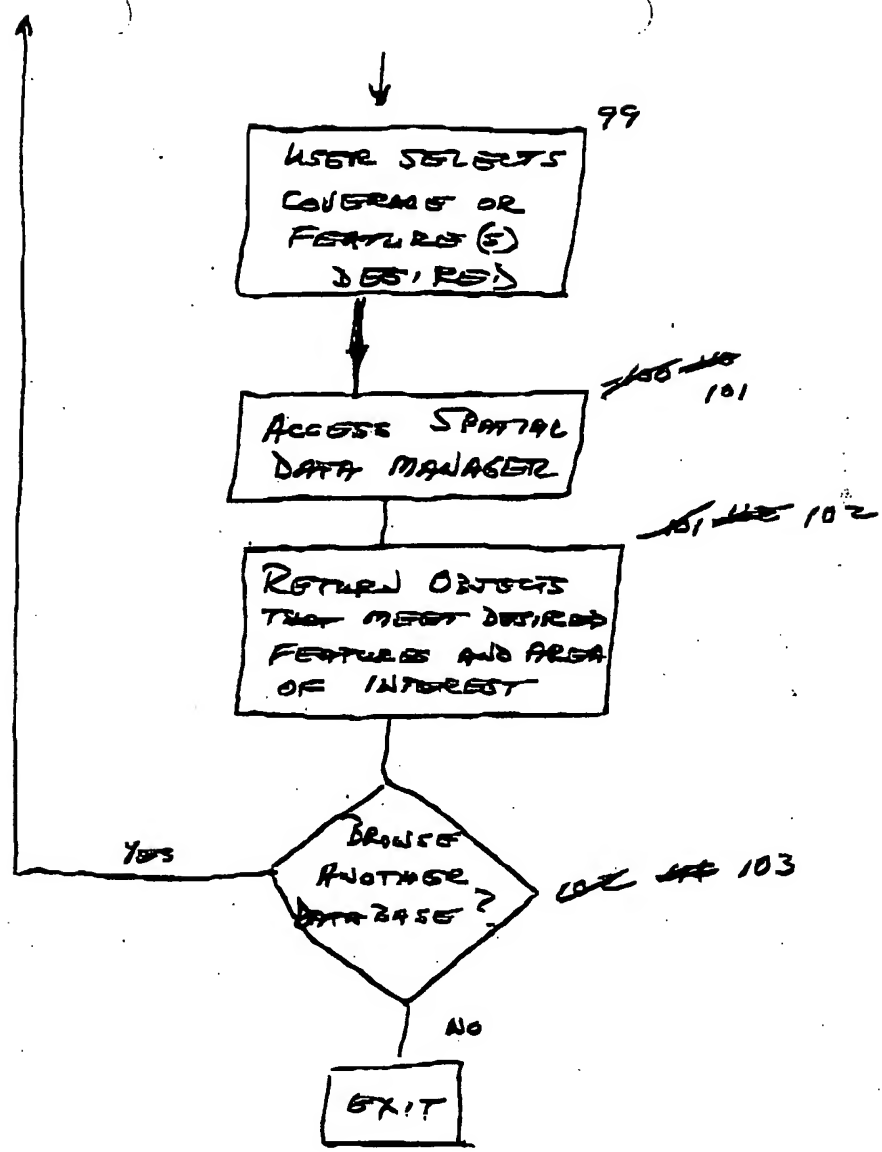 99
USER SELECTS
COVERAGE OR
FEATURE(S)
DESIRED
101
ACCESS SPATIAL
DATA MANAGER
102
RETURN OBJECTS
THAT MEET DESIRED
FEATURES AND AREA
OF INTEREST
YES
BROWSE
ANOTHER
DATABASE?
103
NO
EXIT